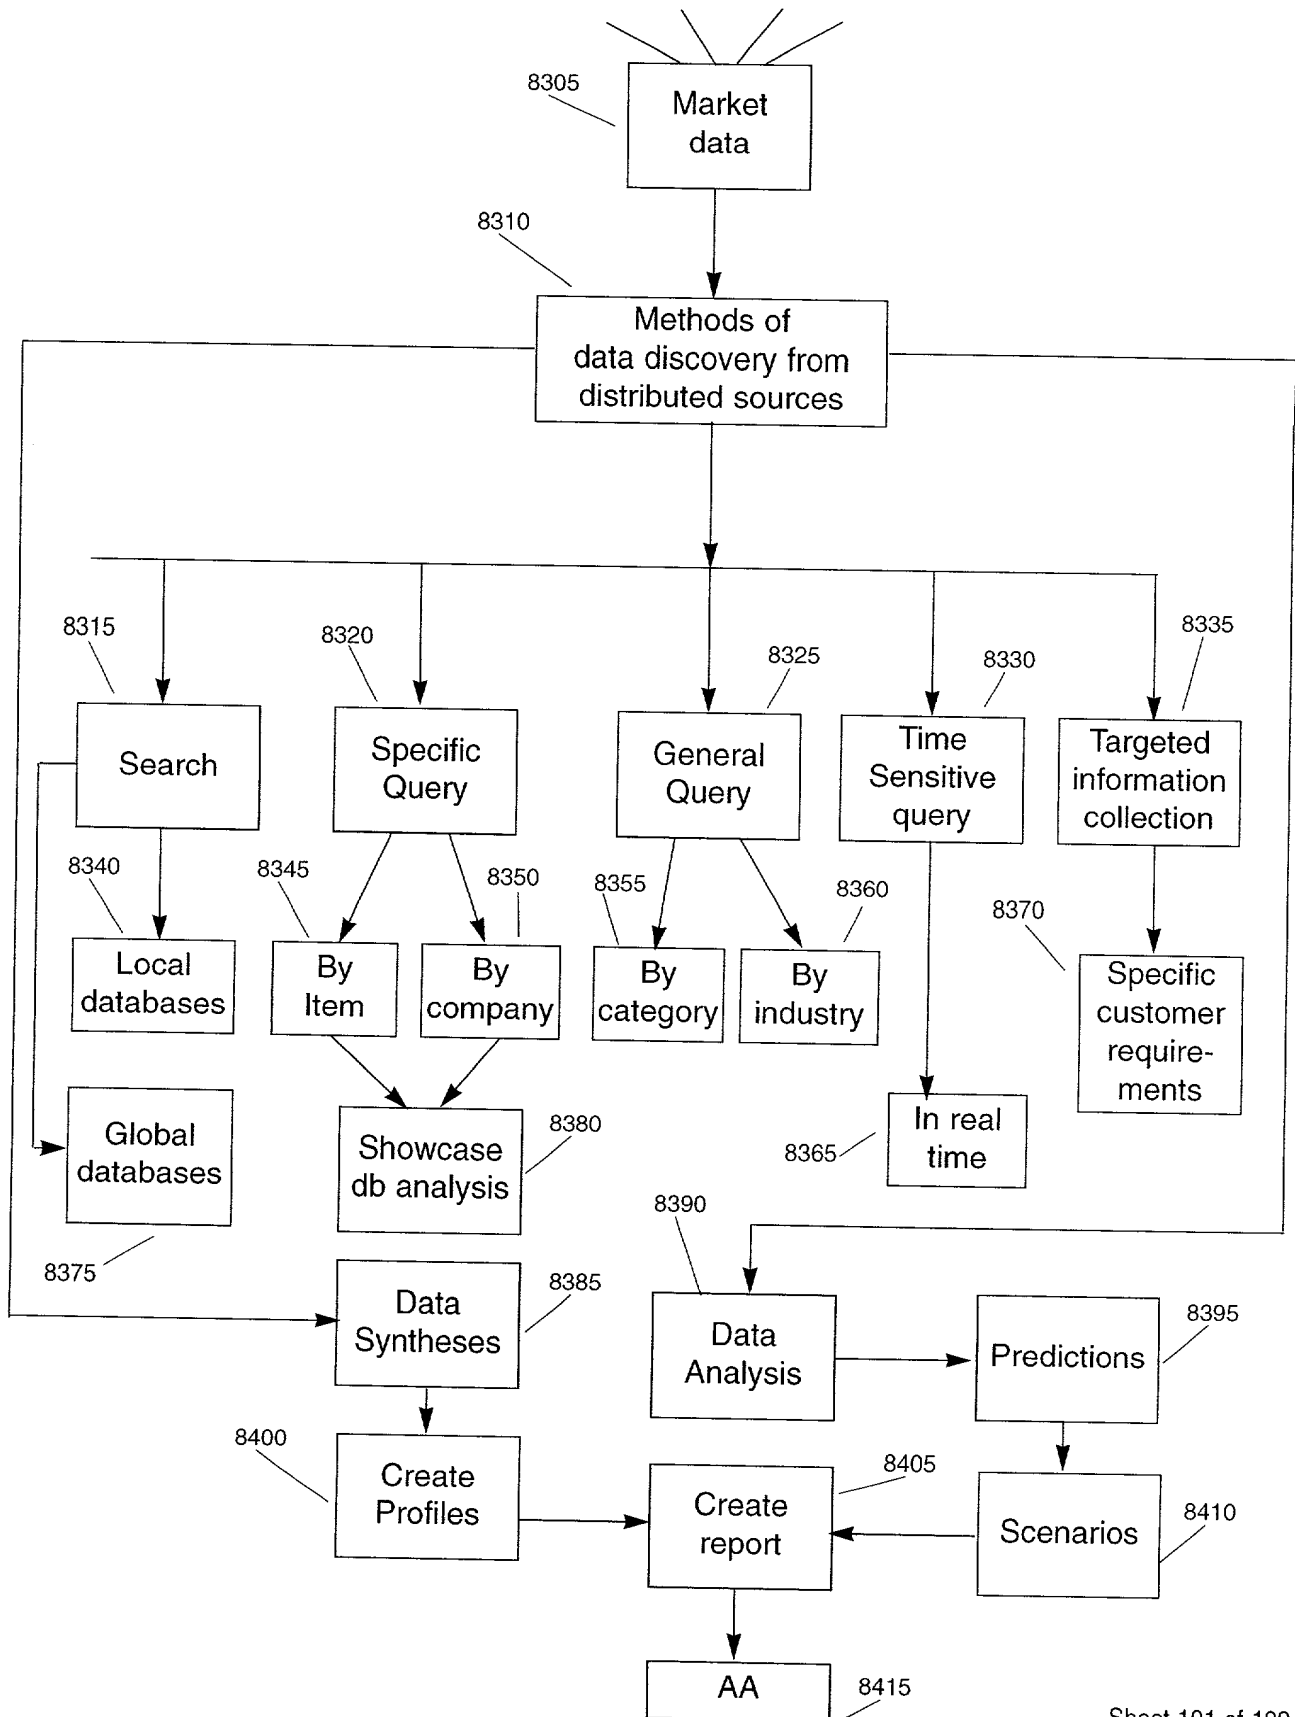 8305
Market
data
8310
Methods of
data discovery from
distributed sources
8315
8320
8325
8330
8335
Search
Specific
Query
General
Query
Time
Sensitive
query
Targeted
information
collection
8340
8345
8350
8355
8360
8370
Local
databases
By
Item
By
company
By
category
By
industry
Specific
customer
require-
ments
Global
databases
8375
Showcase
db analysis
8380
8365
In real
time
8390
Data
Syntheses
8385
Data
Analysis
Predictions
8395
8400
Create
Profiles
Create
report
8405
Scenarios
8410
AA
8415